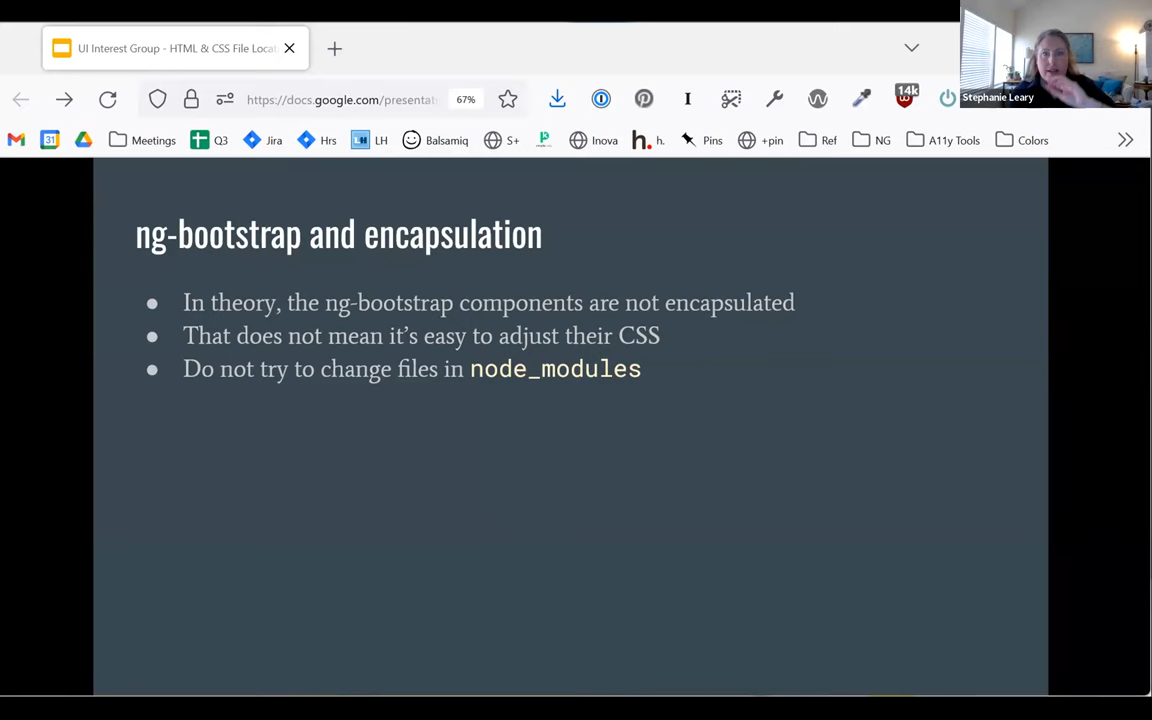 UI Interest Group - HTML & CSS File Locat
https://docs.google.com/presentat
67%
14k
Stephanie Leary
Meetings
Q3
Jira
Hrs
LH
LH
Balsamiq
S+
Inova
h. h.
Pins
+pin
Ref
NG
A11y Tools
Colors
ng-bootstrap and encapsulation
● In theory, the ng-bootstrap components are not encapsulated
● That does not mean it’s easy to adjust their CSS
● Do not try to change files in node_modules